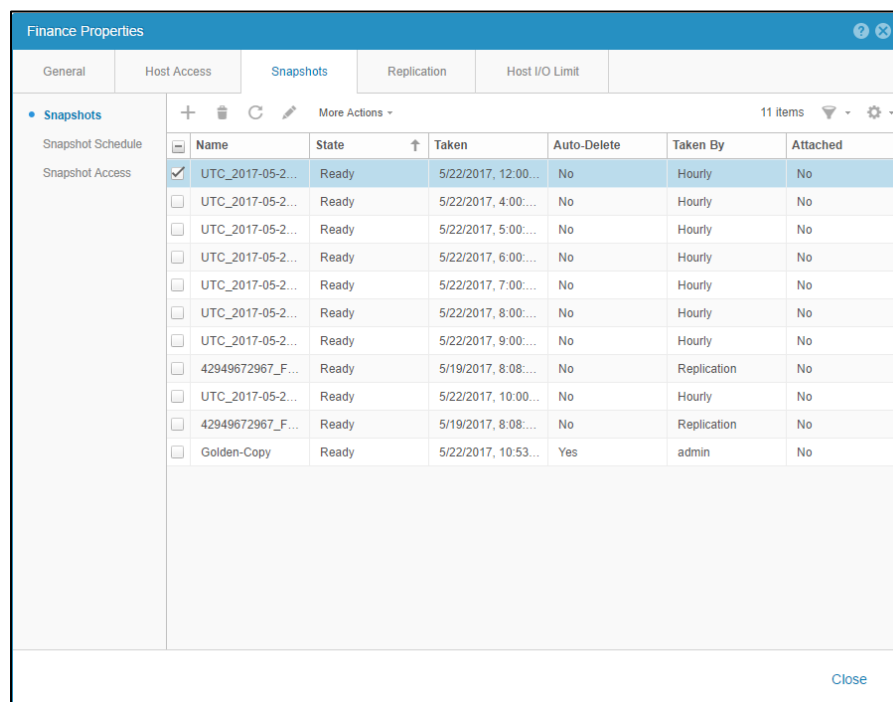 Finance Properties
General Host Access Snapshots Replication Host I/O Limit
Snapshots
Snapshot Schedule
Snapshot Access
More Actions 11 items
Name State Taken Auto-Delete Taken By Attached
UTC_2017-05-2... Ready 5/22/2017, 12:00... No Hourly No
UTC_2017-05-2... Ready 5/22/2017, 4:00:... No Hourly No
UTC_2017-05-2... Ready 5/22/2017, 5:00:... No Hourly No
UTC_2017-05-2... Ready 5/22/2017, 6:00:... No Hourly No
UTC_2017-05-2... Ready 5/22/2017, 7:00:... No Hourly No
UTC_2017-05-2... Ready 5/22/2017, 8:00:... No Hourly No
UTC_2017-05-2... Ready 5/22/2017, 9:00:... No Hourly No
42949672967_F... Ready 5/19/2017, 8:08:... No Replication No
UTC_2017-05-2... Ready 5/22/2017, 10:00... No Hourly No
42949672967_F... Ready 5/19/2017, 8:08:... No Replication No
Golden-Copy Ready 5/22/2017, 10:53... Yes admin No
Close